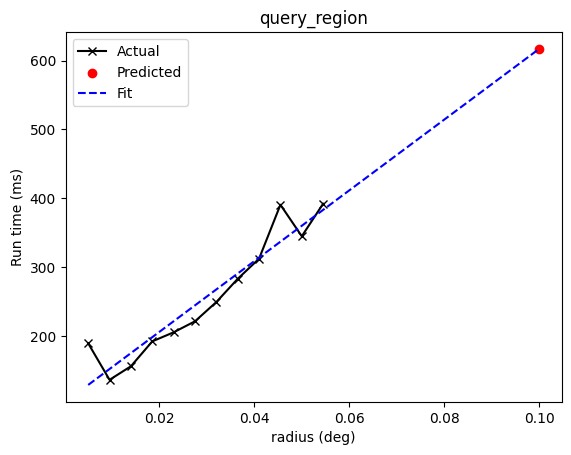 query_region
Actual
Predicted
Fit
600
500
400
300
200
Run time (ms)
0.02
0.04
0.06
0.08
0.10
radius (deg)